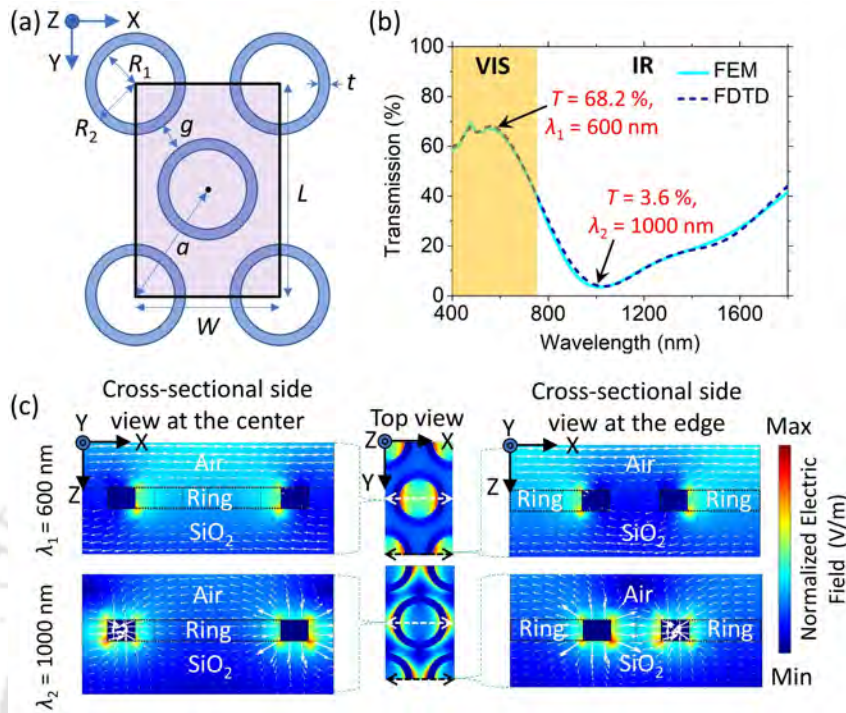 (a)
Z
X
Y
R1
R2
t
g
L
a
W
(b)
100
80
60
40
20
0
Transmission (%)
VIS
IR
FEM
FDTD
T = 68.2 %,
λ1 = 600 nm
T = 3.6 %,
λ2 = 1000 nm
400
800
1200
1600
Wavelength (nm)
(c)
Cross-sectional side
view at the center
Top view
Cross-sectional side
view at the edge
λ1 = 600 nm
Y
X
Z
Air
Ring
SiO2
Z
X
Y
Y
X
Z
Air
Ring
Ring
SiO2
λ2 = 1000 nm
Air
Ring
SiO2
Air
Ring
Ring
SiO2
Max
Normalized Electric
Field (V/m)
Min